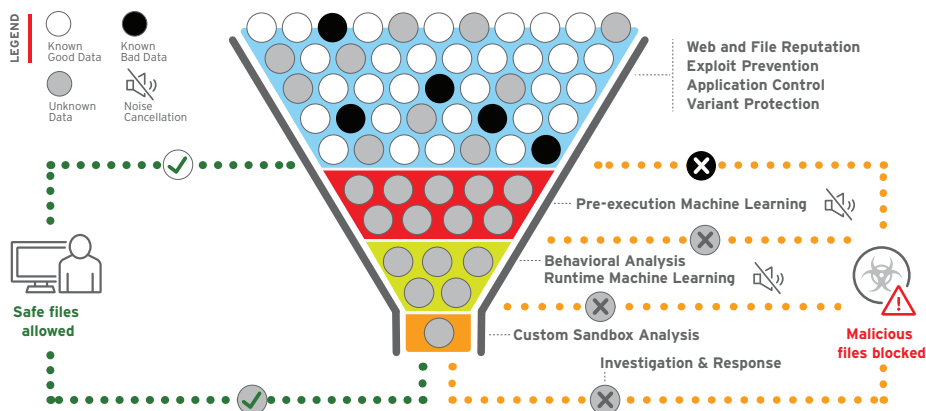 LEGEND
Known
Good Data
Known
Bad Data
Unknown
Data
Noise
Cancellation
Web and File Reputation
Exploit Prevention
Application Control
Variant Protection
Pre-execution Machine Learning
Behavioral Analysis
Runtime Machine Learning
Custom Sandbox Analysis
Investigation & Response
Safe files
allowed
Malicious
files blocked